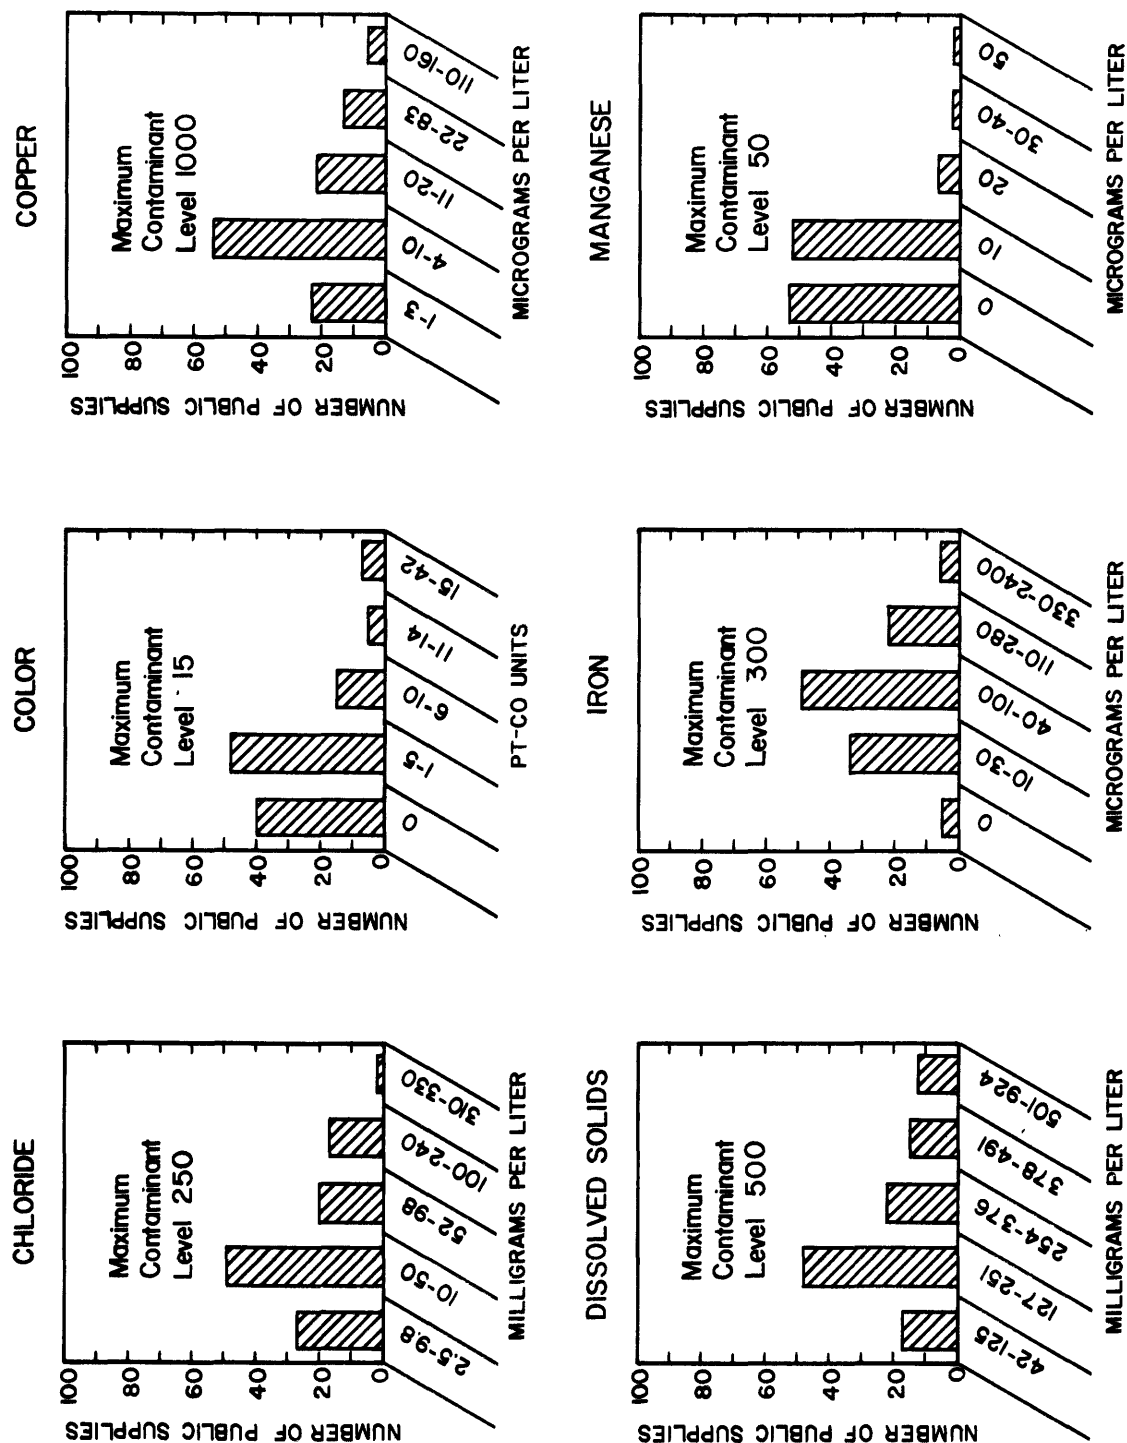 CHLORIDE
NUMBER OF PUBLIC SUPPLIES
100
80
60
40
20
0
Maximum
Contaminant
Level 250
2.5-9.8
10-50
52-98
100-240
310-330
MILLIGRAMS PER LITER
COLOR
NUMBER OF PUBLIC SUPPLIES
100
80
60
40
20
0
Maximum
Contaminant
Level 15
0
1-5
6-10
11-14
15-42
PT-CO UNITS
COPPER
NUMBER OF PUBLIC SUPPLIES
100
80
60
40
20
0
Maximum
Contaminant
Level 1000
1-3
4-10
11-20
22-83
110-160
MICROGRAMS PER LITER
DISSOLVED SOLIDS
NUMBER OF PUBLIC SUPPLIES
100
80
60
40
20
0
Maximum
Contaminant
Level 500
42-125
127-251
254-376
378-491
501-924
MILLIGRAMS PER LITER
IRON
NUMBER OF PUBLIC SUPPLIES
100
80
60
40
20
0
Maximum
Contaminant
Level 300
0
10-30
40-100
110-280
330-2400
MICROGRAMS PER LITER
MANGANESE
NUMBER OF PUBLIC SUPPLIES
100
80
60
40
20
0
Maximum
Contaminant
Level 50
0
10
20
30-40
50
MICROGRAMS PER LITER